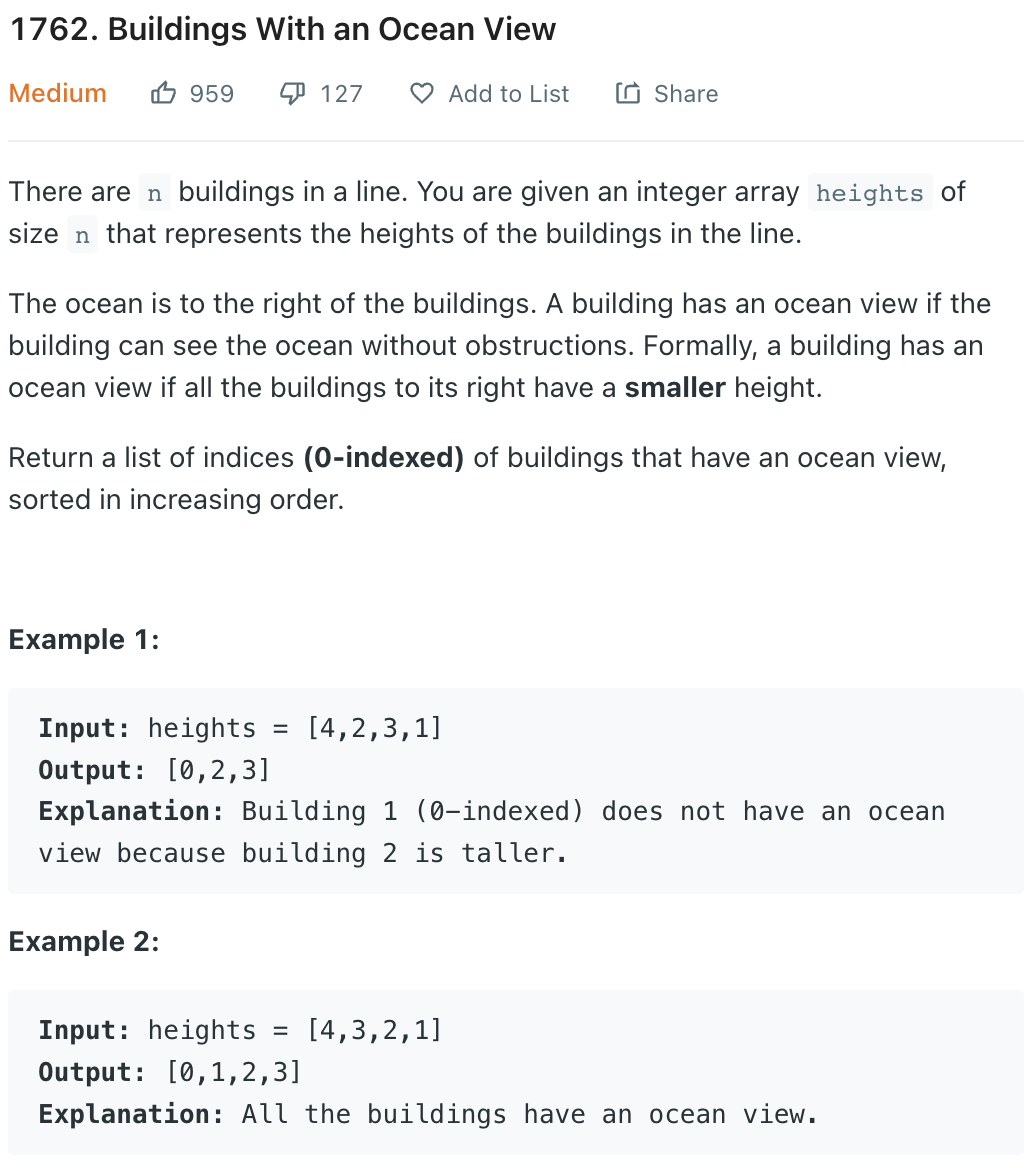 1762. Buildings With an Ocean View
Medium 959 127 Add to List Share
There are n buildings in a line. You are given an integer array heights of
size n that represents the heights of the buildings in the line.
The ocean is to the right of the buildings. A building has an ocean view if the
building can see the ocean without obstructions. Formally, a building has an
ocean view if all the buildings to its right have a smaller height.
Return a list of indices (0-indexed) of buildings that have an ocean view,
sorted in increasing order.
Example 1:
Input: heights = [4,2,3,1]
Output: [0,2,3]
Explanation: Building 1 (0-indexed) does not have an ocean
view because building 2 is taller.
Example 2:
Input: heights = [4,3,2,1]
Output: [0,1,2,3]
Explanation: All the buildings have an ocean view.